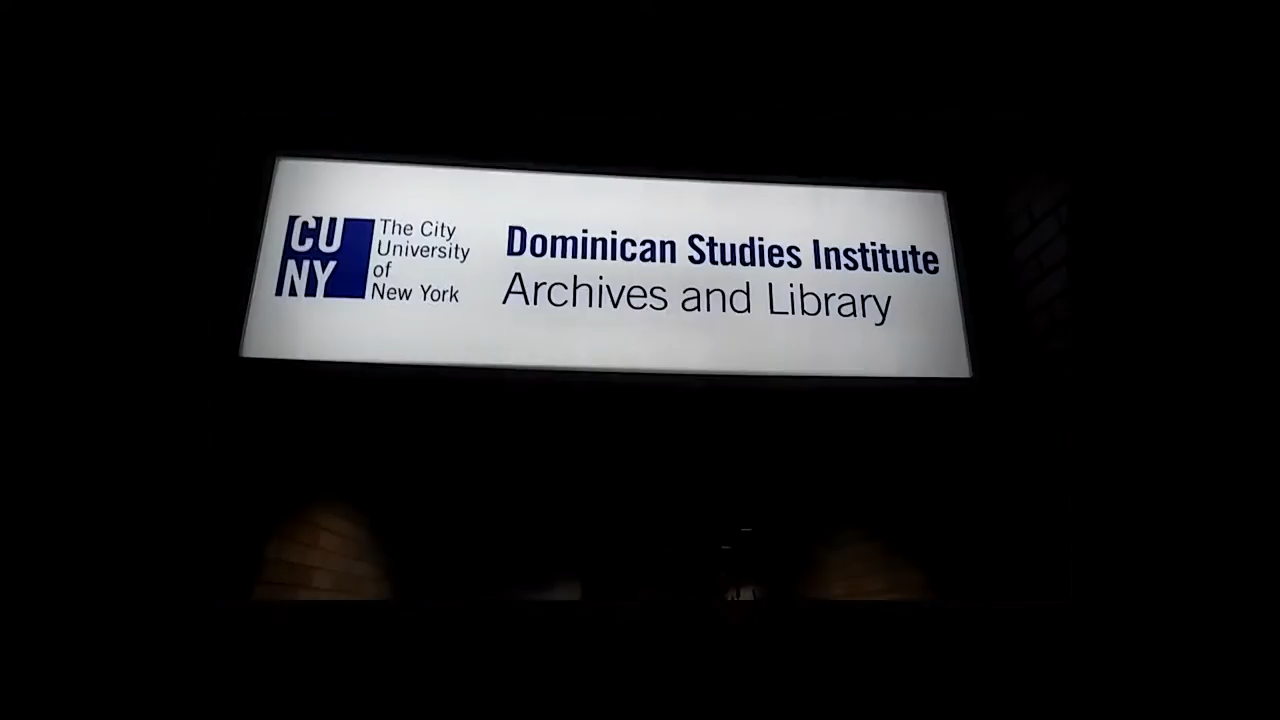 CU
NY
The City
University
of
New York
Dominican Studies Institute
Archives and Library